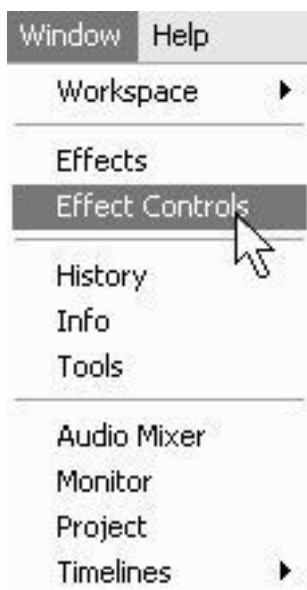 Window Help
Workspace
Effects
Effect Controls
History
Info
Tools
Audio Mixer
Monitor
Project
Timelines